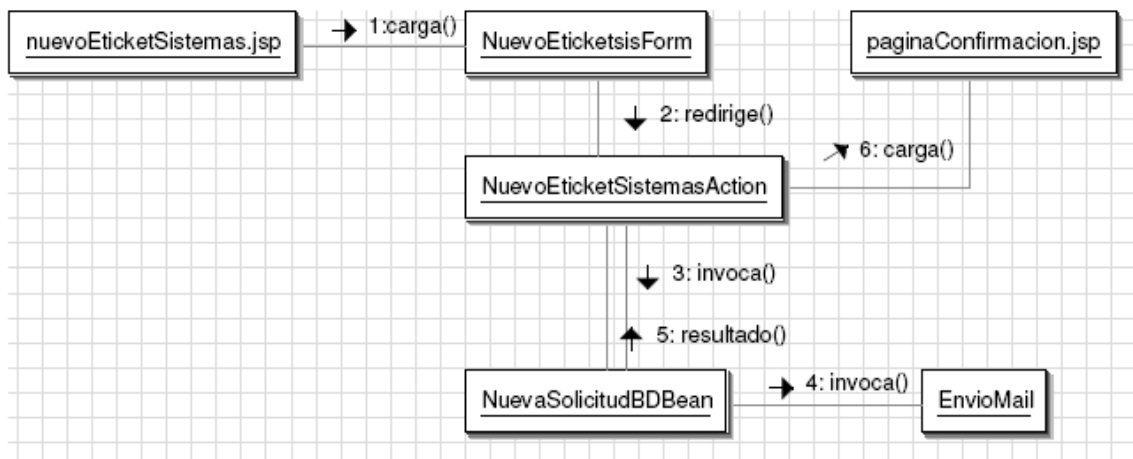 nuevoEticketSistemas.jsp
1:carga()
NuevoEticketsisForm
paginaConfirmacion.jsp
2: redirige()
6: carga()
NuevoEticketSistemasAction
3: invoca()
5: resultado()
NuevaSolicitudBDBean
4: invoca()
EnvioMail